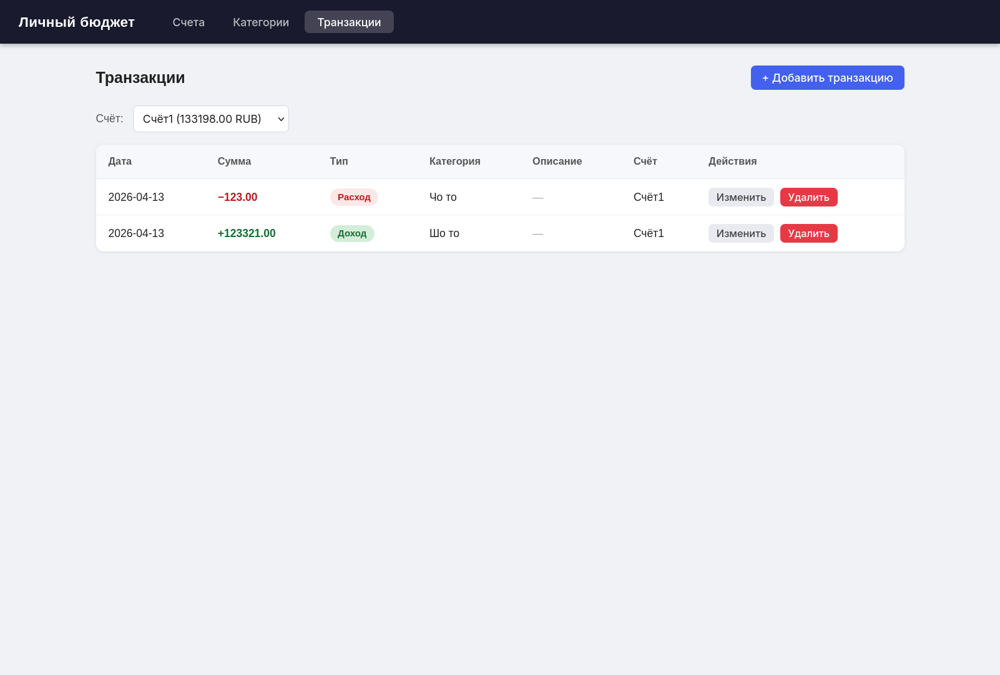 Личный бюджет Счета Категории Транзакции
Транзакции + Добавить транзакцию
Счёт: Счёт1 (133198.00 RUB)
Дата Сумма Тип Категория Описание Счёт Действия
2026-04-13 −123.00 Расход Чо то — Счёт1 Изменить Удалить
2026-04-13 +123321.00 Доход Шо то — Счёт1 Изменить Удалить